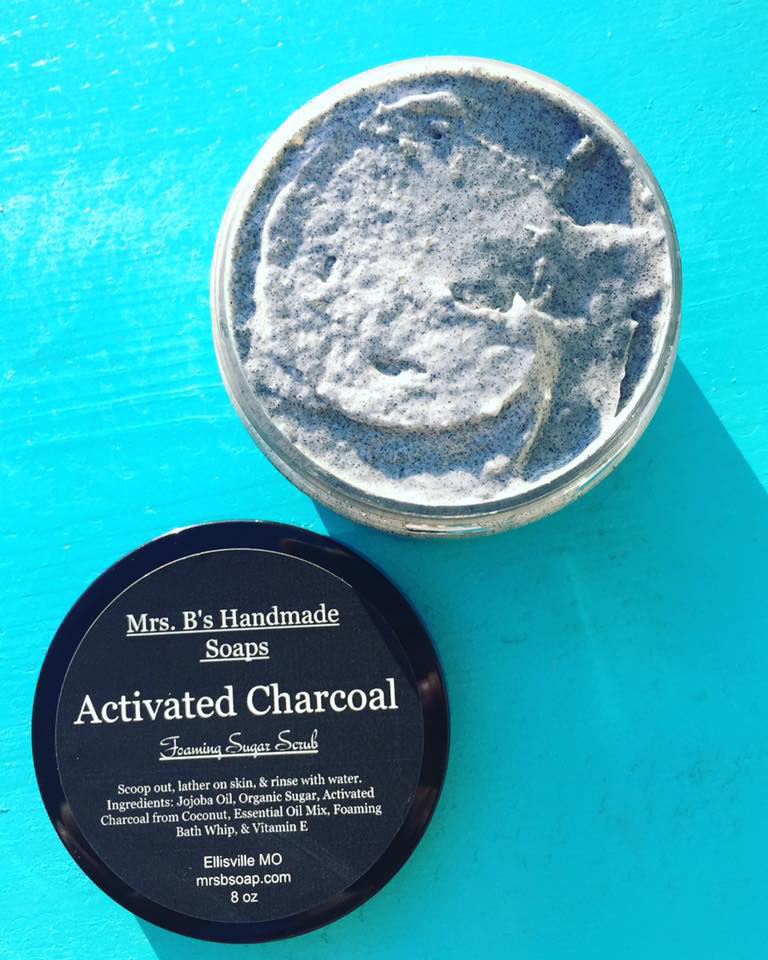 Mrs. B's Handmade
Soaps
Activated Charcoal
Foaming Sugar Scrub
Scoop out, lather on skin, & rinse with water.
Ingredients: Jojoba Oil, Organic Sugar, Activated
Charcoal from Coconut, Essential Oil Mix, Foaming
Bath Whip, & Vitamin E
Ellisville MO
mrsbsoap.com
8 oz